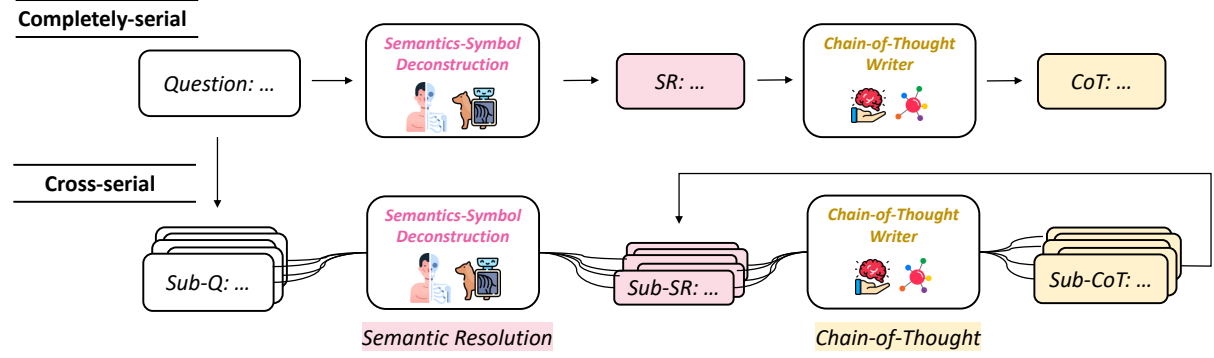 Completely-serial
Question: ...
Semantics-Symbol
Deconstruction
SR: ...
Chain-of-Thought
Writer
CoT: ...
Cross-serial
Sub-Q: ...
Semantics-Symbol
Deconstruction
Sub-SR: ...
Chain-of-Thought
Writer
Sub-CoT: ...
Semantic Resolution
Chain-of-Thought